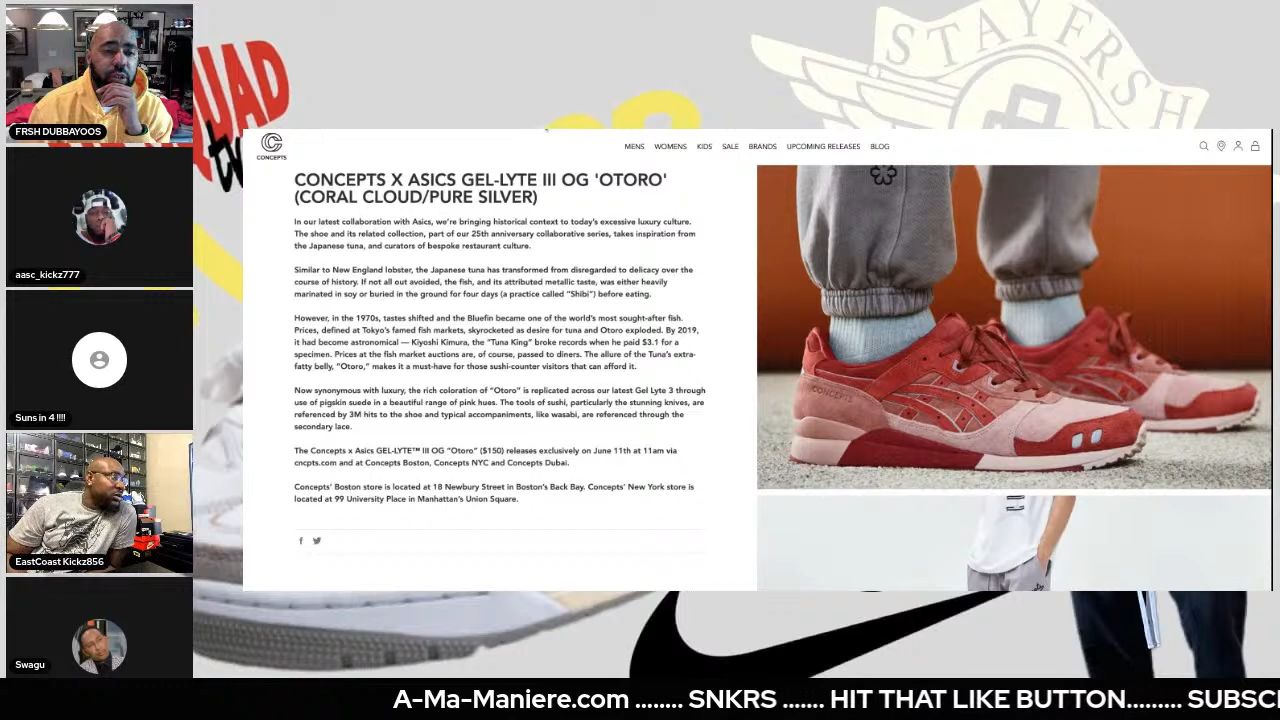 FRSH DUBBAYOOS
aasc_kickz777
Suns in 4 !!!!
EastCoast Kickz856
Swagu
STAYFRSH
CONCEPTS
MENS WOMENS KIDS SALE BRANDS UPCOMING RELEASES BLOG
CONCEPTS X ASICS GEL-LYTE III OG 'OTORO'
(CORAL CLOUD/PURE SILVER)
In our latest collaboration with Asics, we're bringing historical context to today's excessive luxury culture.
The shoe and its related collection, part of our 25th anniversary collaborative series, takes inspiration from
the Japanese tuna, and curators of bespoke restaurant culture.
Similar to New England lobster, the Japanese tuna has transformed from disregarded to delicacy over the
course of history. If not all out avoided, the fish, and its attributed metallic taste, was either heavily
marinated in soy or buried in the ground for four days (a practice called "Shibi") before eating.
However, in the 1970s, tastes shifted and the Bluefin became one of the world's most sought-after fish.
Prices, defined at Tokyo's famed fish markets, skyrocketed as desire for tuna and Otoro exploded. By 2019,
it had become astronomical — Kiyoshi Kimura, the "Tuna King" broke records when he paid $3.1 for a
specimen. Prices at the fish market auctions are, of course, passed to diners. The allure of the Tuna's extra-
fatty belly, "Otoro," makes it a must-have for those sushi-counter visitors that can afford it.
Now synonymous with luxury, the rich coloration of "Otoro" is replicated across our latest Gel Lyte 3 through
use of pigskin suede in a beautiful range of pink hues. The tools of sushi, particularly the stunning knives, are
referenced by 3M hits to the shoe and typical accompaniments, like wasabi, are referenced through the
secondary lace.
The Concepts x Asics GEL-LYTE™ III OG "Otoro" ($150) releases exclusively on June 11th at 11am via
cncpts.com and at Concepts Boston, Concepts NYC and Concepts Dubai.
Concepts' Boston store is located at 18 Newbury Street in Boston's Back Bay. Concepts' New York store is
located at 99 University Place in Manhattan's Union Square.
CONCEPTS
A-Ma-Maniere.com ........ SNKRS ....... HIT THAT LIKE BUTTON......... SUBSC